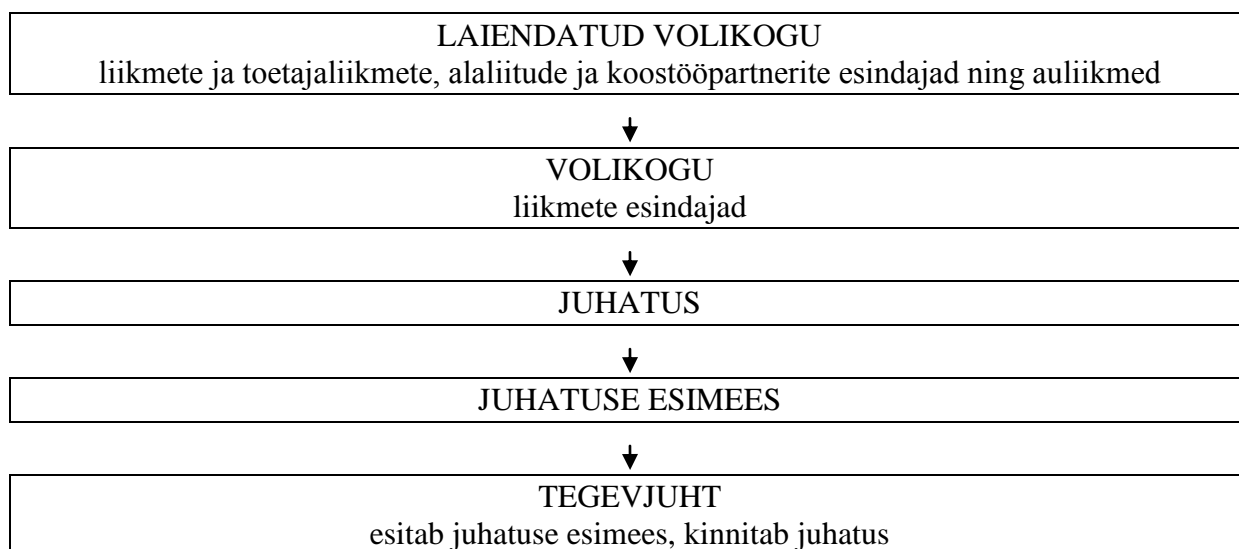 LAIENDATUD VOLIKOGU
liikmete ja toetajaliikmete, alaliitude ja koostööpartnerite esindajad ning auliikmed
VOLIKOGU
liikmete esindajad
JUHATUS
JUHATUSE ESIMEES
TEGEVJUHT
esitab juhatuse esimees, kinnitab juhatus